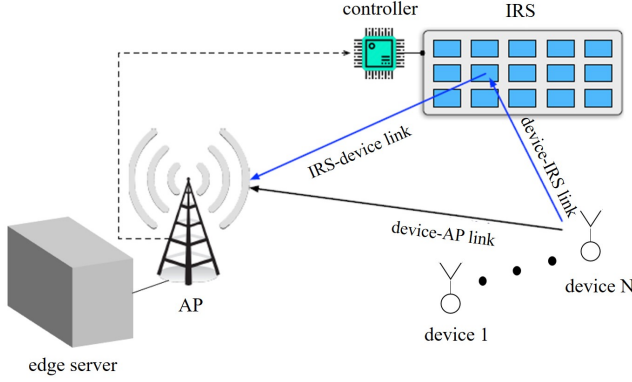 controller
IRS
IRS-device link
device-IRS link
device-AP link
AP
device N
device 1
edge server